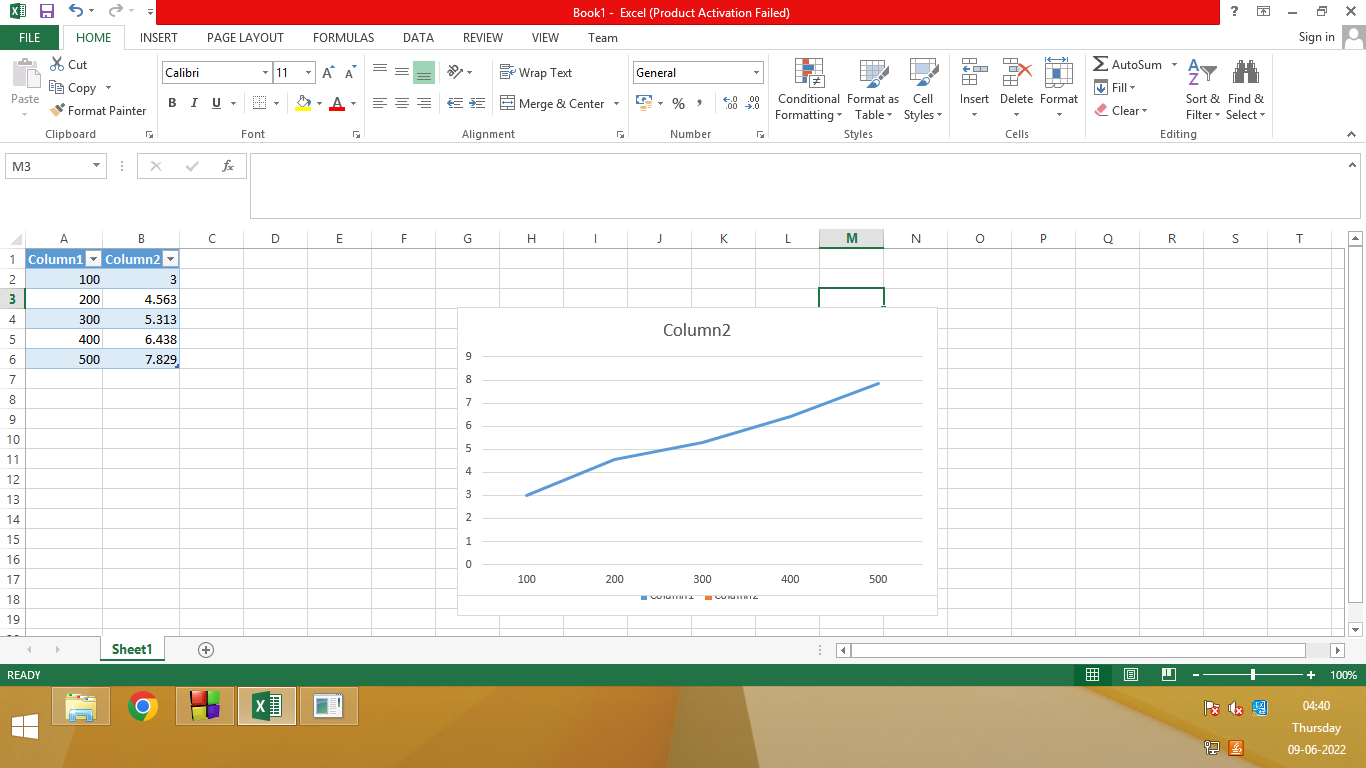 Book1 - Excel (Product Activation Failed)
FILE HOME INSERT PAGE LAYOUT FORMULAS DATA REVIEW VIEW Team Sign in
Paste
Cut
Copy
Format Painter
Clipboard
Calibri 11
B I U
Font
Wrap Text
Merge & Center
Alignment
General
%
Number
Conditional Formatting
Format as Table
Cell Styles
Styles
Insert Delete Format
Cells
AutoSum
Fill
Clear
Sort & Filter
Find & Select
Editing
M3
fx
A B C D E F G H I J K L M N O P Q R S T
1 Column1 Column2
2 100 3
3 200 4.563
4 300 5.313
5 400 6.438
6 500 7.829
7
8
9
10
11
12
13
14
15
16
17
18
19
Column2
9
8
7
6
5
4
3
2
1
0
100 200 300 400 500
Column1 Column2
Sheet1
READY
100%
04:40
Thursday
09-06-2022